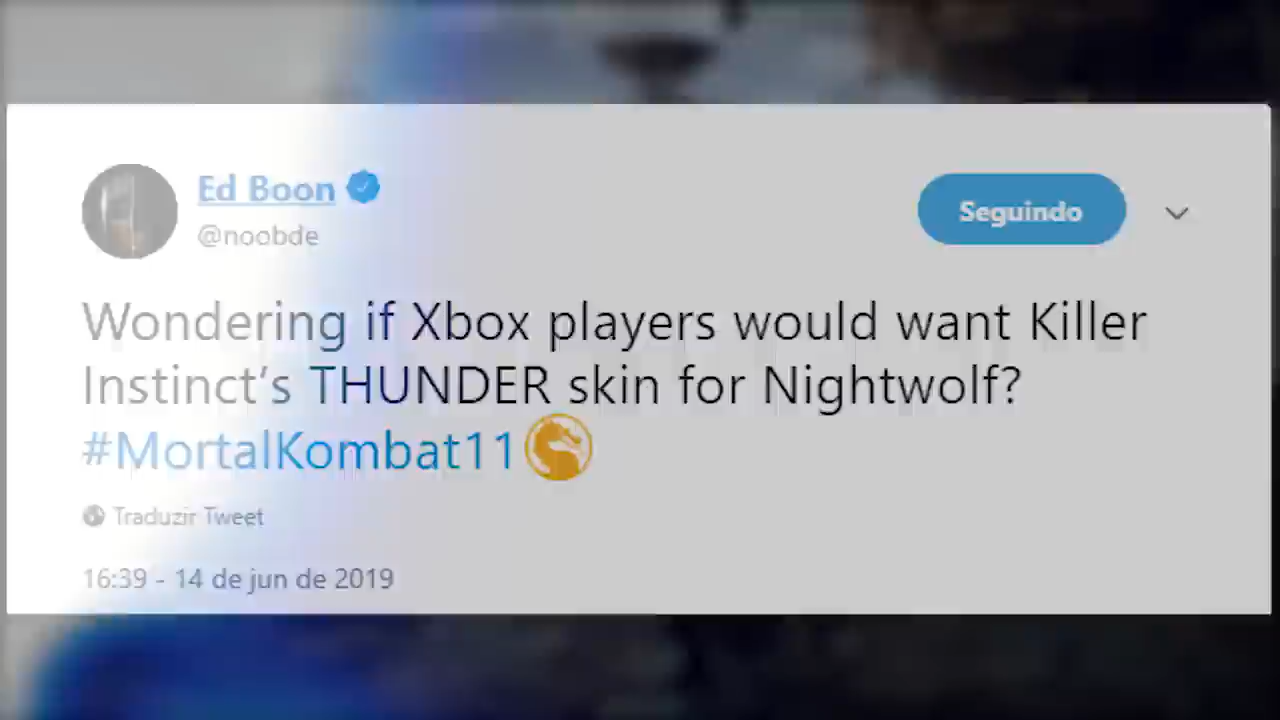 Ed Boon
@noobde
Seguindo
Wondering if Xbox players would want Killer
Instinct's THUNDER skin for Nightwolf?
#MortalKombat11
Traduzir Tweet
16:39 - 14 de jun de 2019